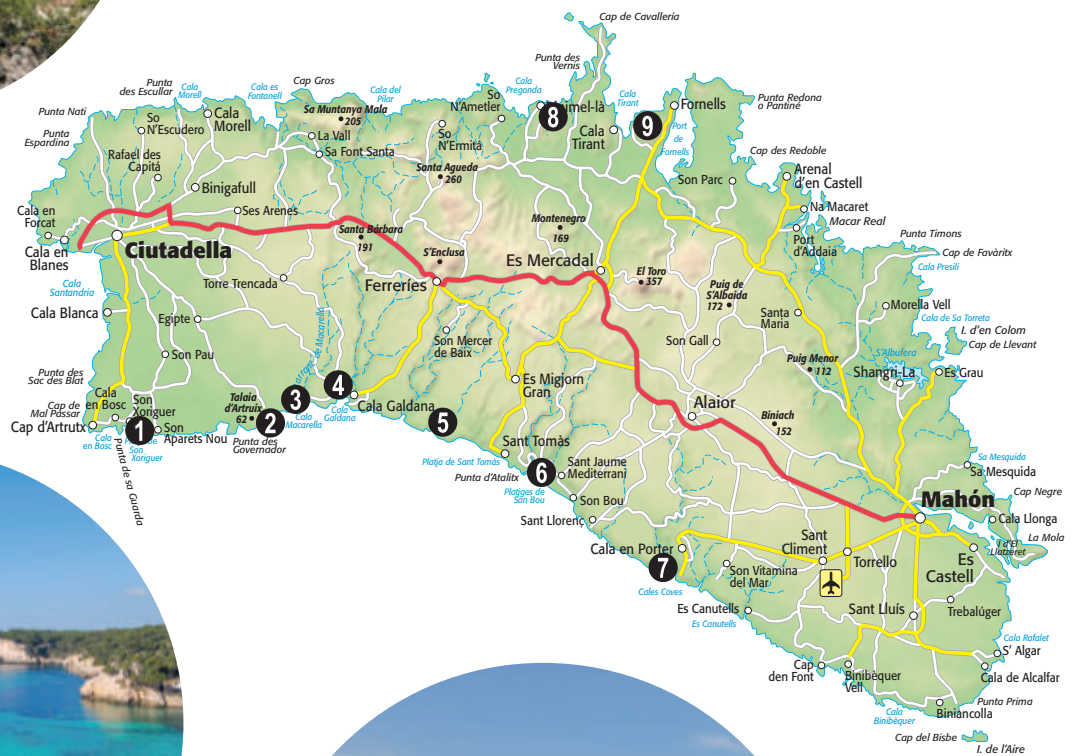 Cap de Cavallería
Punta des
Vernis
Cap Gros
Punta
des Escullar
Cala
Morell
Cala es
Fontanell
Cala del
Pilar
Cala
Pregonda
Cala
Tirant
Punta Redona
o Pantiné
Punta Nati
Punta
Espardina
So
N'Escudero
Cala
Morell
Sa Muntanya Mala
205
So
N'Ametler
8
9
Fornells
Port
de
Fornells
Cala
Tirant
La Vall
Sa Font Santa
So
N'Ermità
Rafael des
Capità
Cap des Redoble
Binigafull
Santa Agueda
260
Son Parc
Arenal
d'en Castell
Na Macaret
Macar Real
Cala en
Forcat
Ses Arenes
Montenegro
169
Port
d'Addaia
Punta Timons
Cala en
Blanes
Ciutadella
Santa Bárbara
191
S'Enclusa
Es Mercadal
El Toro
357
Cap de Favàritx
Cala Presili
Cala
Santandria
Torre Trencada
Ferreríes
Puig de
S'Albaida
172
Cala Blanca
Egipte
Santa
Maria
Morella Vell
Cala de Sa Torreta
I. d'en Colom
Cap de Llevant
Son Pau
Son Mercer
de Baix
Son Gall
Puig Menor
112
S'Albufera
Shangri-La
Es Grau
Punta des
Sac des Blat
Es Migjorn
Gran
Cala
en Bosc
Cap de
Mal Passar
Cap d'Artrutx
Cala
en Bosc
Son
Xoriguer
1
Son
Xoriguer
Son
Aparets Nou
Punta de sa Guarda
Talaia
d'Artruix
62
2
Punta des
Governador
3
Cala
Macarella
4
Cala
Galdana
Cala Galdana
5
Alaior
Biniach
152
Sant Tomàs
Platja de Sant Tomàs
Punta d'Atalitx
6
Platiges de
San Bou
Sant Jaume
Mediterrani
Son Bou
Sant Llorenç
Sa Mesquida
Sa Mesquida
Mahón
Cap Negre
Cala Llonga
La Mola
I d'El
Llatzeret
Cala en Porter
7
Cales Coves
Sant
Climent
Torrello
Es
Castell
Son Vitamina
del Mar
Es Canutells
Es Canutells
Sant Lluís
Trebalúger
Cala Rafalet
S' Algar
Cap
den Font
Binibèquer
Vell
Cala de Alcalfar
Cala
Binibèquer
Punta Prima
Biniancolla
Cap del Bisbe
I. de l'Aire